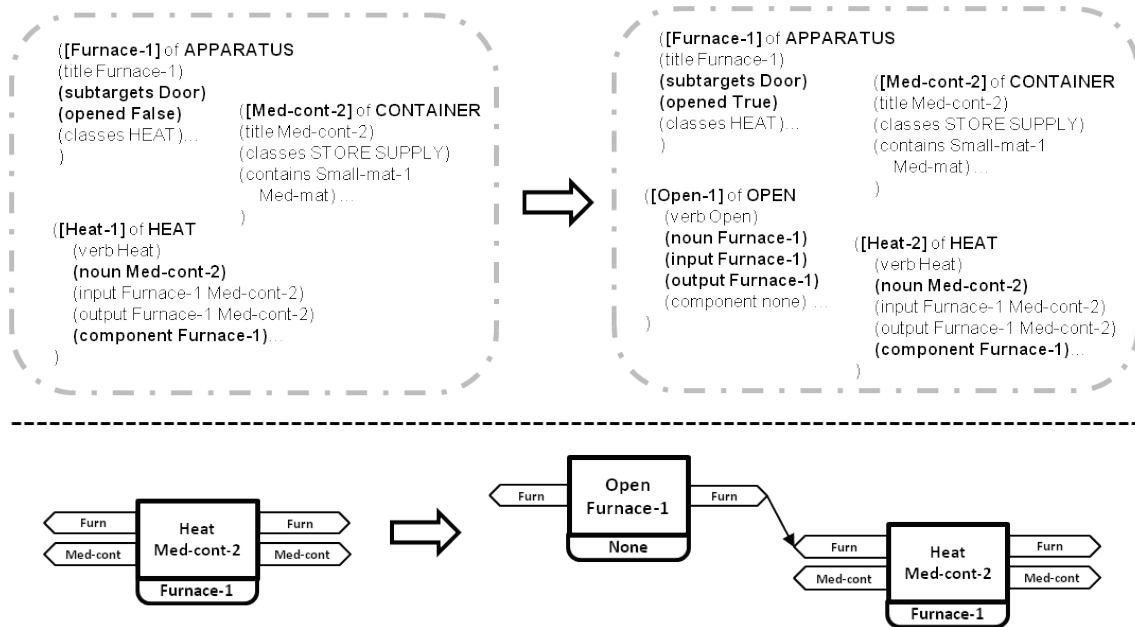 ([Furnace-1] of APPARATUS
(title Furnace-1)
(subtargets Door)
(opened False)
(classes HEAT)...
)
([Med-cont-2] of CONTAINER
(title Med-cont-2)
(classes STORE SUPPLY)
(contains Small-mat-1
Med-mat) ...
)
([Heat-1] of HEAT
(verb Heat)
(noun Med-cont-2)
(input Furnace-1 Med-cont-2)
(output Furnace-1 Med-cont-2)
(component Furnace-1)...
)
([Furnace-1] of APPARATUS
(title Furnace-1)
(subtargets Door)
(opened True)
(classes HEAT)...
)
([Med-cont-2] of CONTAINER
(title Med-cont-2)
(classes STORE SUPPLY)
(contains Small-mat-1
Med-mat) ...
)
([Open-1] of OPEN
(verb Open)
(noun Furnace-1)
(input Furnace-1)
(output Furnace-1)
(component none) ...
)
([Heat-2] of HEAT
(verb Heat)
(noun Med-cont-2)
(input Furnace-1 Med-cont-2)
(output Furnace-1 Med-cont-2)
(component Furnace-1)...
)
Furn
Med-cont
Heat
Med-cont-2
Furnace-1
Furn
Med-cont
Furn
Open
Furnace-1
None
Furn
Furn
Med-cont
Heat
Med-cont-2
Furnace-1
Furn
Med-cont